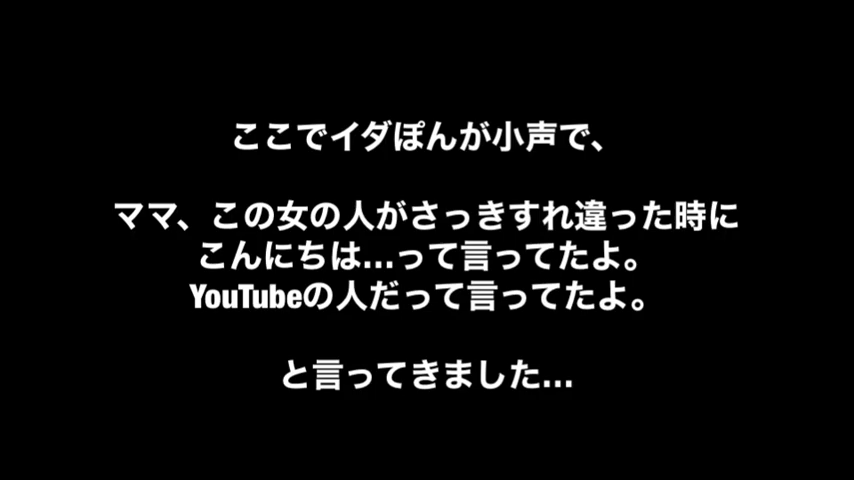 ここでイダぽんが小声で、
ママ、この女の人がさっきすれ違った時に
こんにちは…って言ってたよ。
YouTubeの人だって言ってたよ。
と言ってきました…